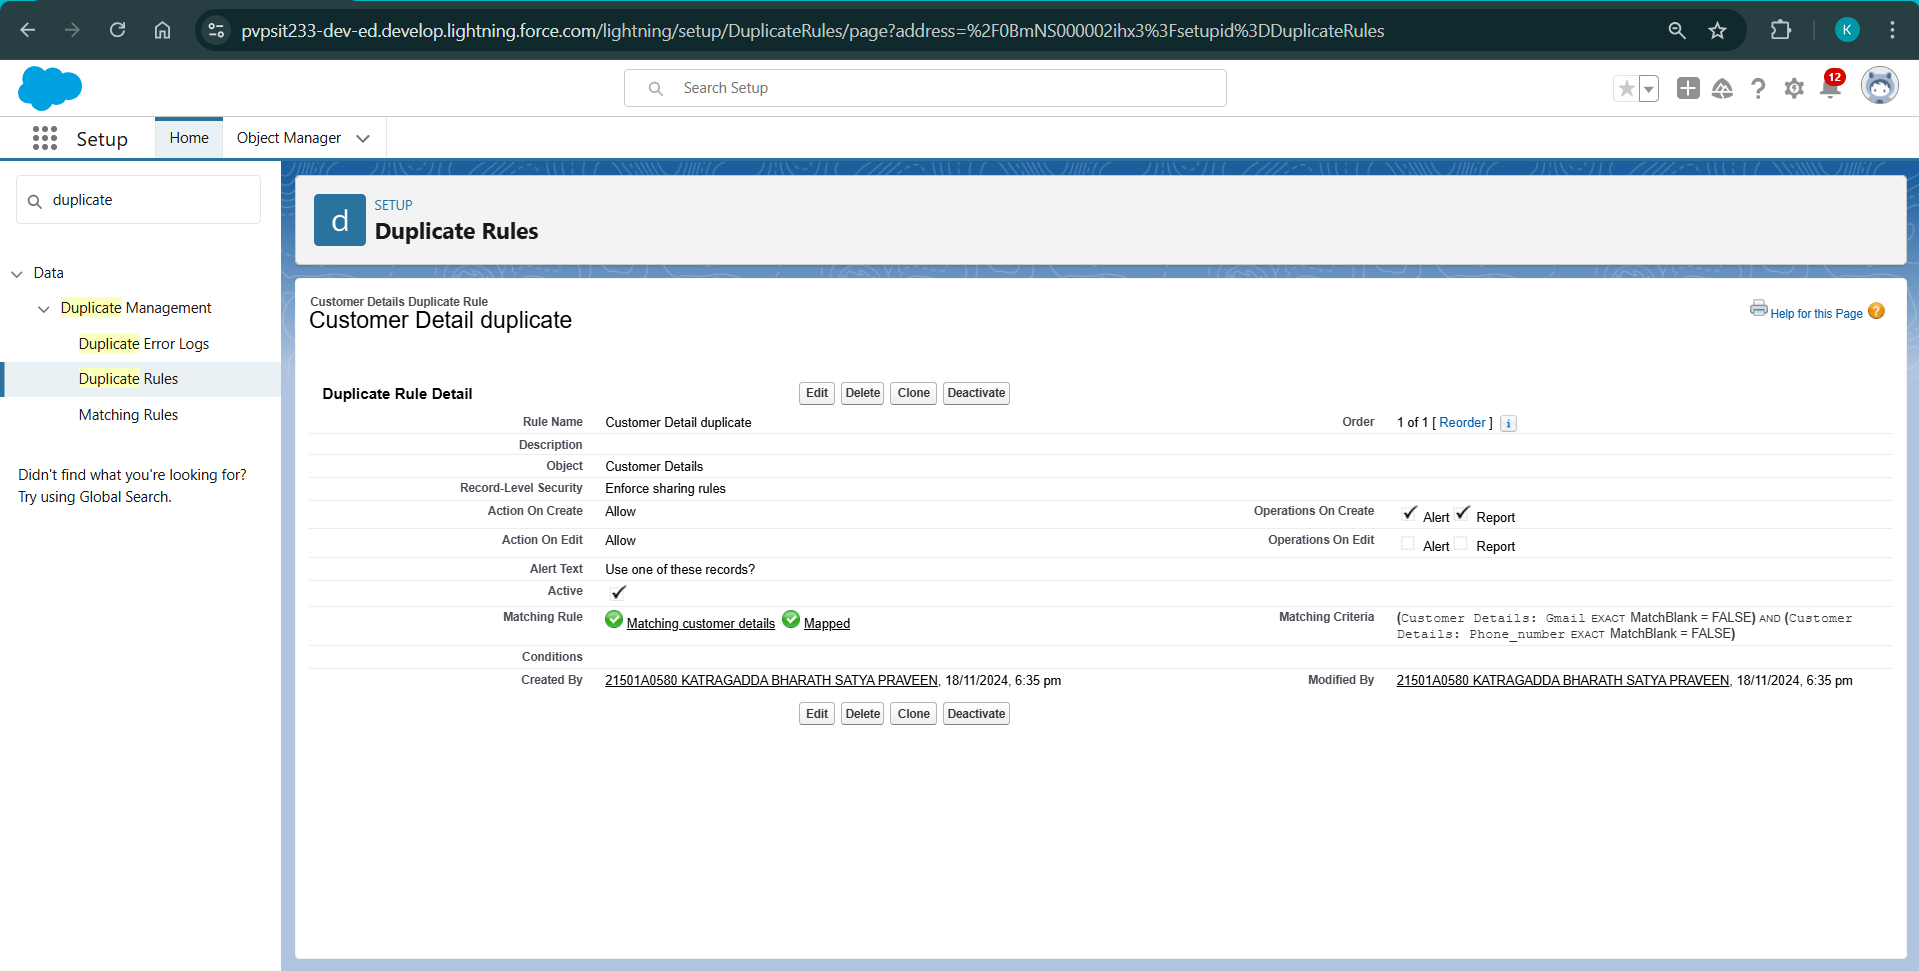 pvpsit233-dev-ed.develop.lightning.force.com/lightning/setup/DuplicateRules/page?address=%2F0BmNS000002ihx3%3Fsetupid%3DDuplicateRules
K
Search Setup
12
Setup
Home
Object Manager
duplicate
Data
Duplicate Management
Duplicate Error Logs
Duplicate Rules
Matching Rules
Didn't find what you're looking for?
Try using Global Search.
d
SETUP
Duplicate Rules
Customer Details Duplicate Rule
Customer Detail duplicate
Help for this Page ?
Duplicate Rule Detail
Edit Delete Clone Deactivate
Rule Name Customer Detail duplicate Order 1 of 1 [ Reorder ] i
Description
Object Customer Details
Record-Level Security Enforce sharing rules
Action On Create Allow Operations On Create Alert Report
Action On Edit Allow Operations On Edit Alert Report
Alert Text Use one of these records?
Active
Matching Rule Matching customer details Mapped Matching Criteria (Customer Details: Gmail EXACT MatchBlank = FALSE) AND (Customer
Details: Phone_number EXACT MatchBlank = FALSE)
Conditions
Created By 21501A0580 KATRAGADDA BHARATH SATYA PRAVEEN, 18/11/2024, 6:35 pm Modified By 21501A0580 KATRAGADDA BHARATH SATYA PRAVEEN, 18/11/2024, 6:35 pm
Edit Delete Clone Deactivate